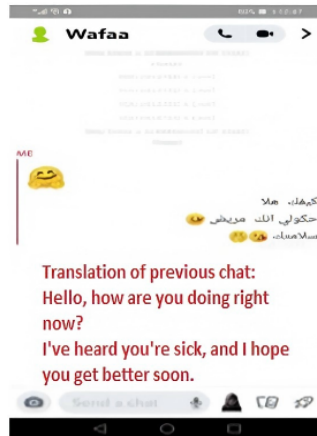 Wafaa
ME
كيفك هلا
حكولي انك مريض
سلامتك
Translation of previous chat:
Hello, how are you doing right
now?
I've heard you're sick, and I hope
you get better soon.
Send a chat